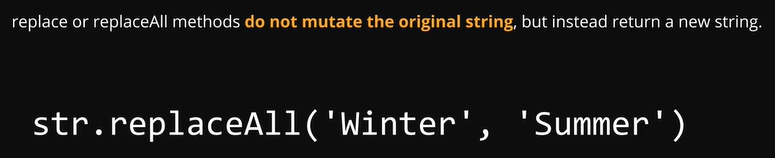 replace or replaceAll methods do not mutate the original string, but instead return a new string.
str.replaceAll('Winter', 'Summer')